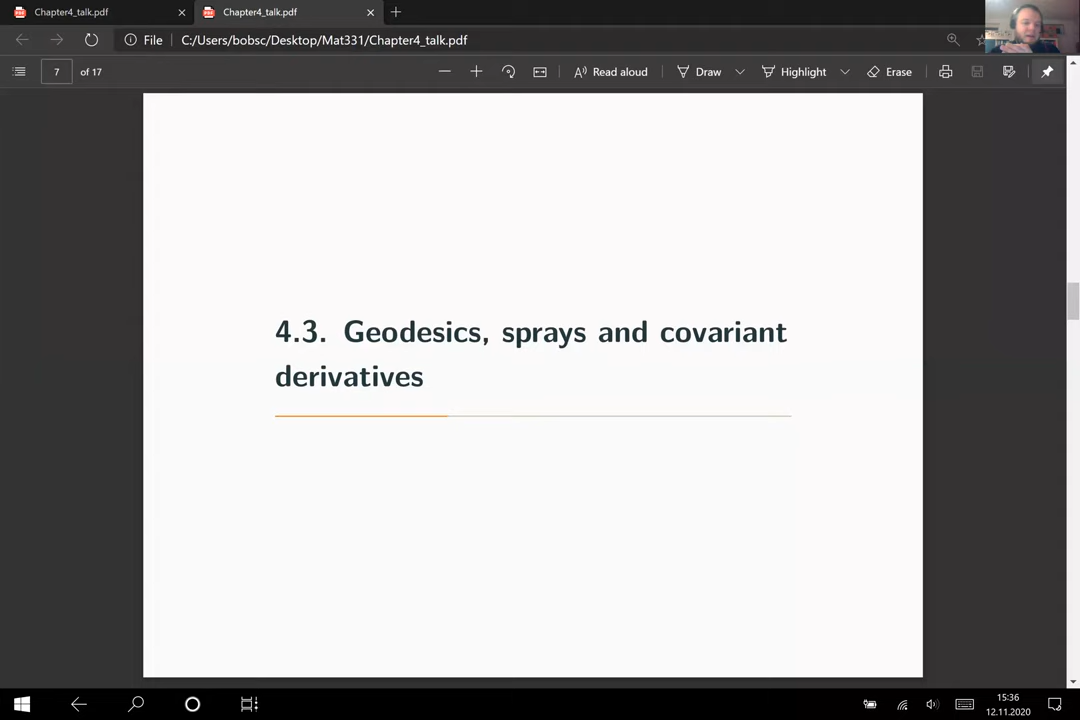 Chapter4_talk.pdf
Chapter4_talk.pdf
File
C:/Users/bobsc/Desktop/Mat331/Chapter4_talk.pdf
7 of 17
Read aloud
Draw
Highlight
Erase
4.3. Geodesics, sprays and covariant
derivatives
15:36
12.11.2020